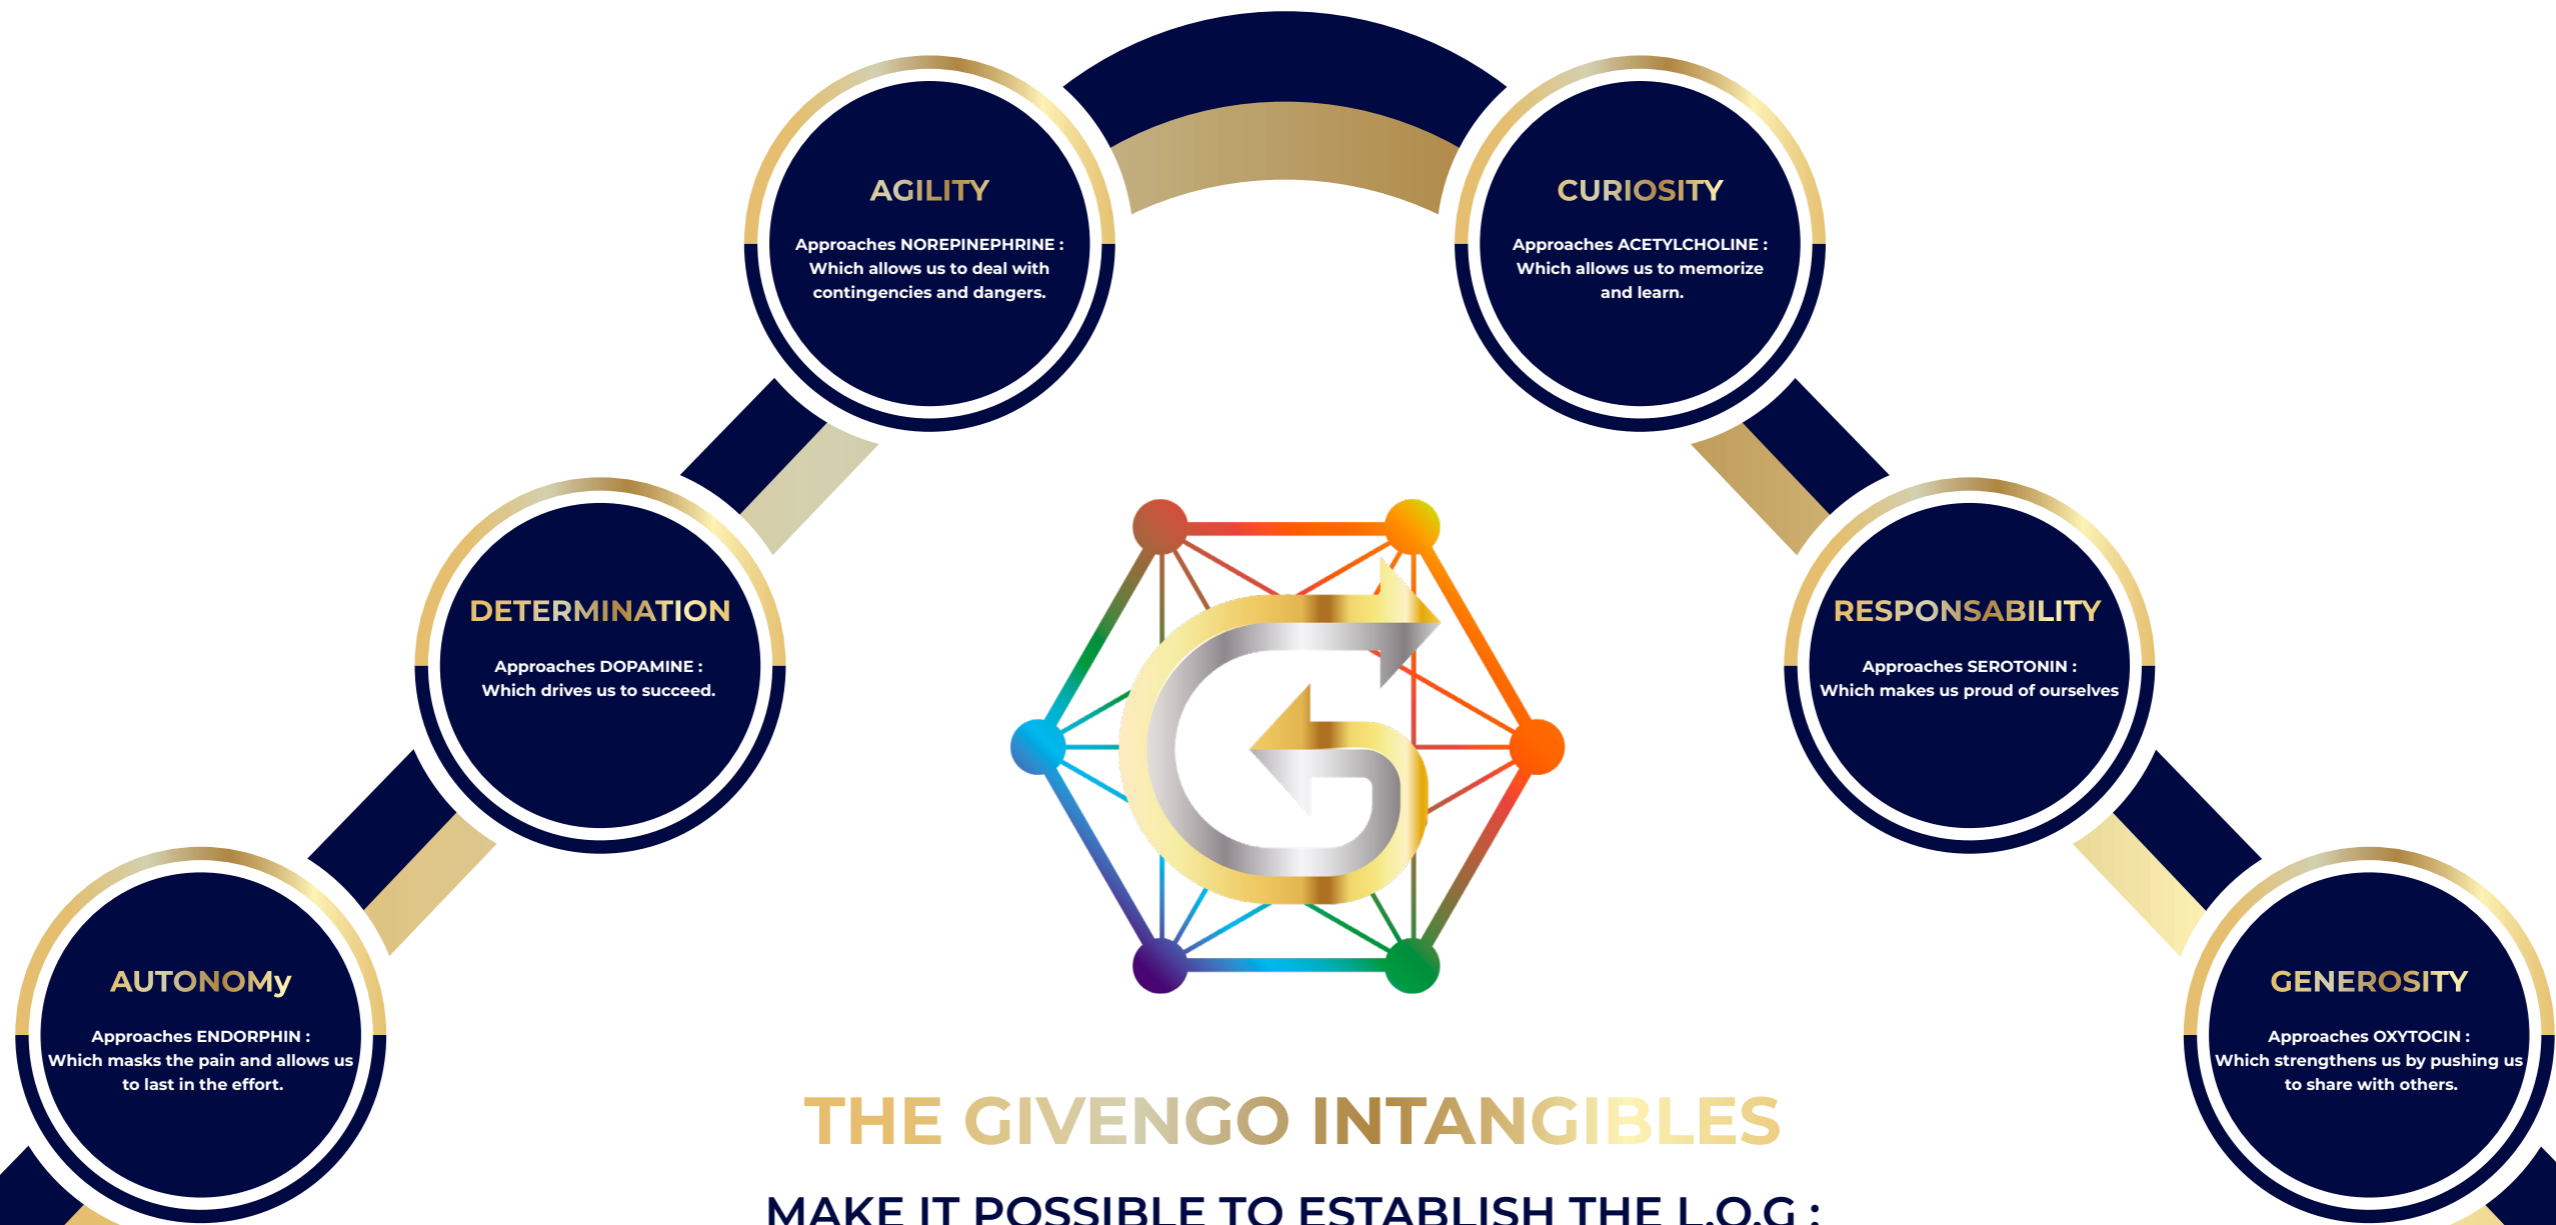 AGILITY
Approaches NOREPINEPHRINE :
Which allows us to deal with
contingencies and dangers.
CURIOSITY
Approaches ACETYLCHOLINE :
Which allows us to memorize
and learn.
DETERMINATION
Approaches DOPAMINE :
Which drives us to succeed.
RESPONSABILITY
Approaches SEROTONIN :
Which makes us proud of ourselves
AUTONOMy
Approaches ENDORPHIN :
Which masks the pain and allows us
to last in the effort.
GENEROSITY
Approaches OXYTOCIN :
Which strengthens us by pushing us
to share with others.
THE GIVENGO INTANGIBLES
MAKE IT POSSIBLE TO ESTABLISH THE L.O.G :